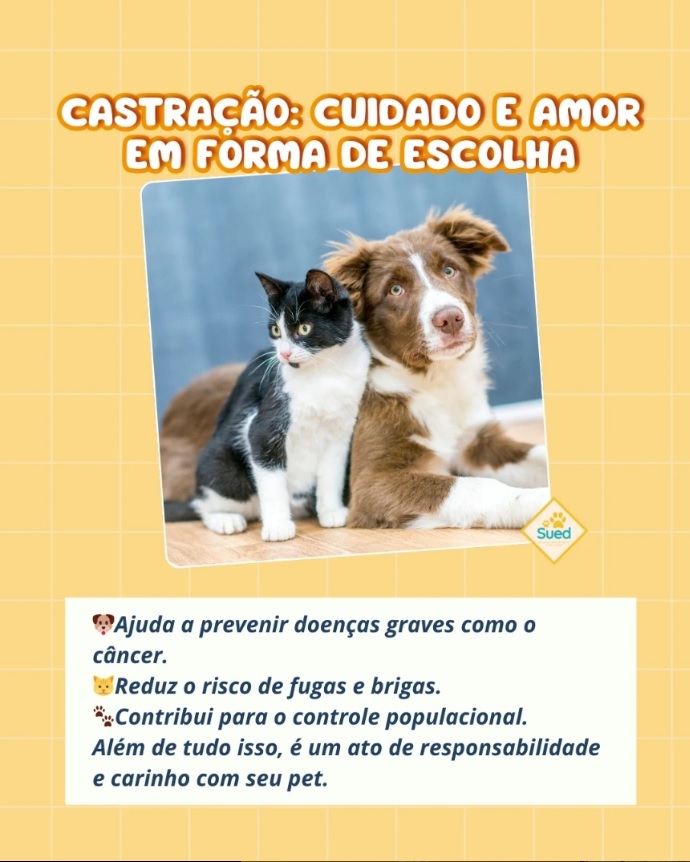 CASTRAÇÃO: CUIDADO E AMOR
EM FORMA DE ESCOLHA
Sued
🐶Ajuda a prevenir doenças graves como o
câncer.
🐱Reduz o risco de fugas e brigas.
🐾Contribui para o controle populacional.
Além de tudo isso, é um ato de responsabilidade
e carinho com seu pet.